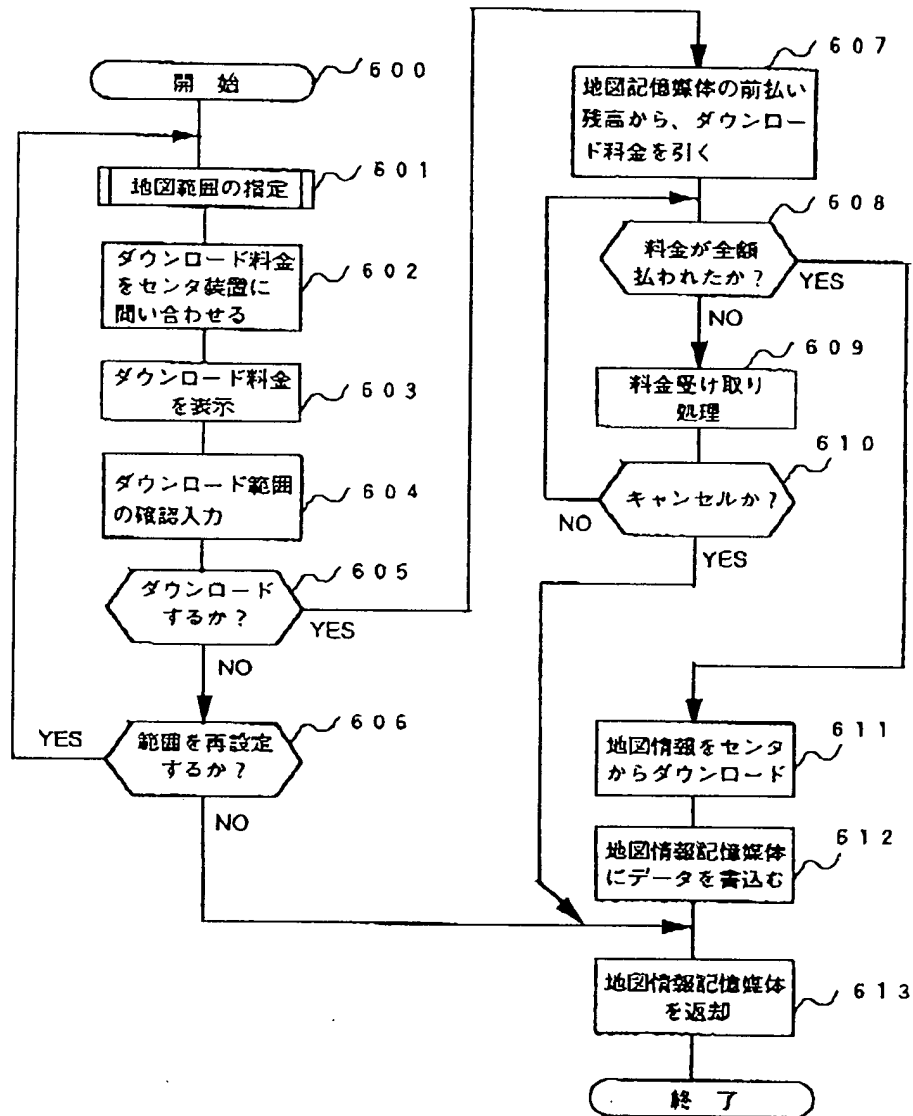 開 始
600
地図範囲の指定
601
ダウンロード料金
をセンタ装置に
問い合わせる
602
ダウンロード料金
を表示
603
ダウンロード範囲
の確認入力
604
ダウンロード
するか?
605
YES
NO
範囲を再設定
するか?
606
YES
NO
地図記憶媒体の前払い
残高から、ダウンロー
ド料金を引く
607
料金が全額
払われたか?
608
YES
NO
料金受け取り
処理
609
キャンセルか?
610
NO
YES
地図情報をセンタ
からダウンロード
611
地図情報記憶媒体
にデータを書込む
612
地図情報記憶媒体
を返却
613
終 了